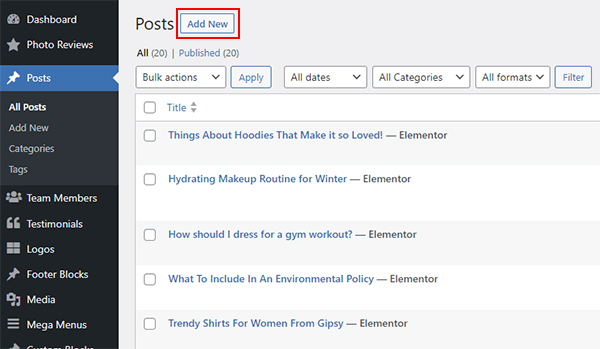 Dashboard
Photo Reviews
Posts
All Posts
Add New
Categories
Tags
Team Members
Testimonials
Logos
Footer Blocks
Media
Mega Menus
Custom Blocks
Posts Add New
All (20) | Published (20)
Bulk actions Apply All dates All Categories All formats Filter
Title
Things About Hoodies That Make it so Loved! — Elementor
Hydrating Makeup Routine for Winter — Elementor
How should I dress for a gym workout? — Elementor
What To Include In An Environmental Policy — Elementor
Trendy Shirts For Women From Gipsy — Elementor